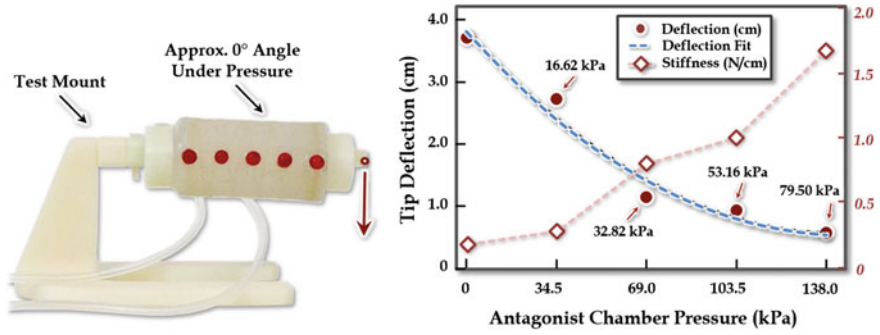 Approx. 0° Angle
Under Pressure
Test Mount
Tip Deflection (cm)
4.0
3.0
2.0
1.0
0
2.0
1.5
1.0
0.5
0
Deflection (cm)
Deflection Fit
Stiffness (N/cm)
16.62 kPa
32.82 kPa
53.16 kPa
79.50 kPa
0 34.5 69.0 103.5 138.0
Antagonist Chamber Pressure (kPa)